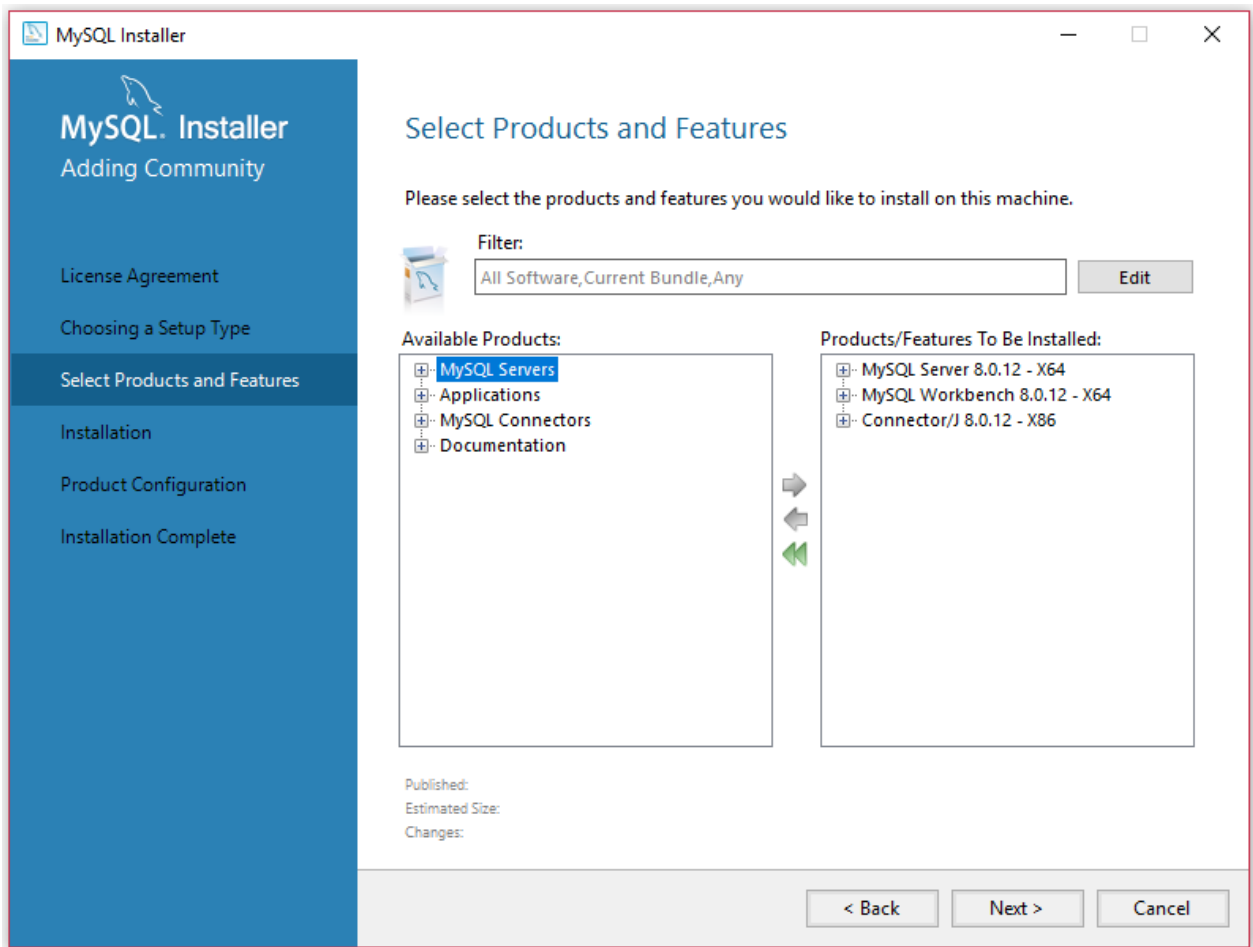 MySQL Installer
MySQL. Installer
Adding Community
License Agreement
Choosing a Setup Type
Select Products and Features
Installation
Product Configuration
Installation Complete
Select Products and Features
Please select the products and features you would like to install on this machine.
Filter:
All Software,Current Bundle,Any
Edit
Available Products:
MySQL Servers
Applications
MySQL Connectors
Documentation
Products/Features To Be Installed:
MySQL Server 8.0.12 - X64
MySQL Workbench 8.0.12 - X64
Connector/J 8.0.12 - X86
Published:
Estimated Size:
Changes:
< Back
Next >
Cancel